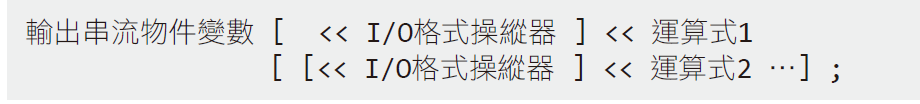 輸出串流物件變數 [  << I/O格式操縱器 ] << 運算式1
[ [<< I/O格式操縱器 ] << 運算式2 …] ;